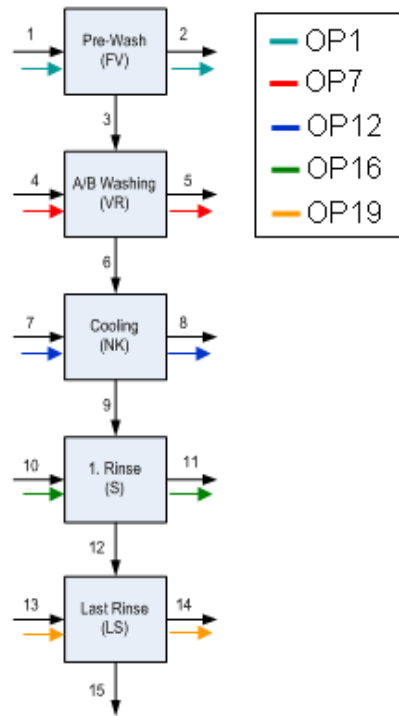 1
2
Pre-Wash
(FV)
3
4
5
A/B Washing
(VR)
6
7
8
Cooling
(NK)
9
10
11
1. Rinse
(S)
12
13
14
Last Rinse
(LS)
15
OP1
OP7
OP12
OP16
OP19